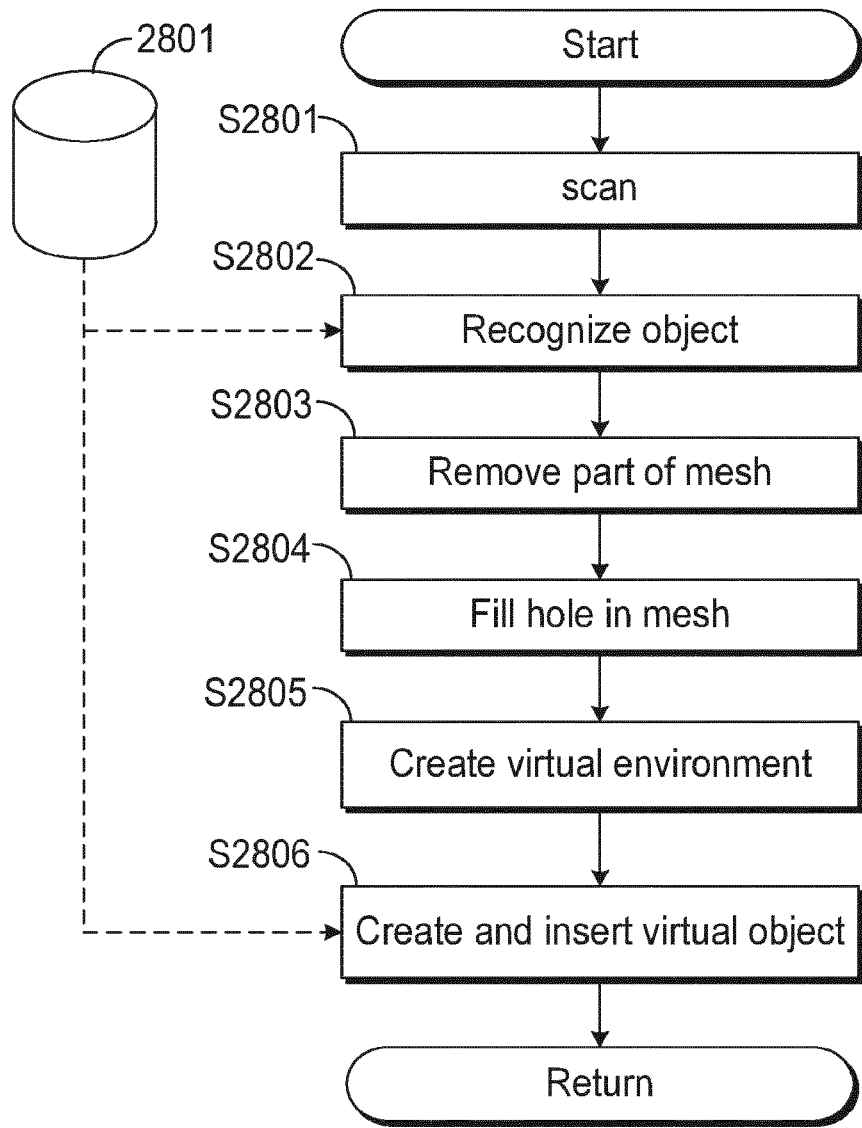 2801
Start
S2801
scan
S2802
Recognize object
S2803
Remove part of mesh
S2804
Fill hole in mesh
S2805
Create virtual environment
S2806
Create and insert virtual object
Return